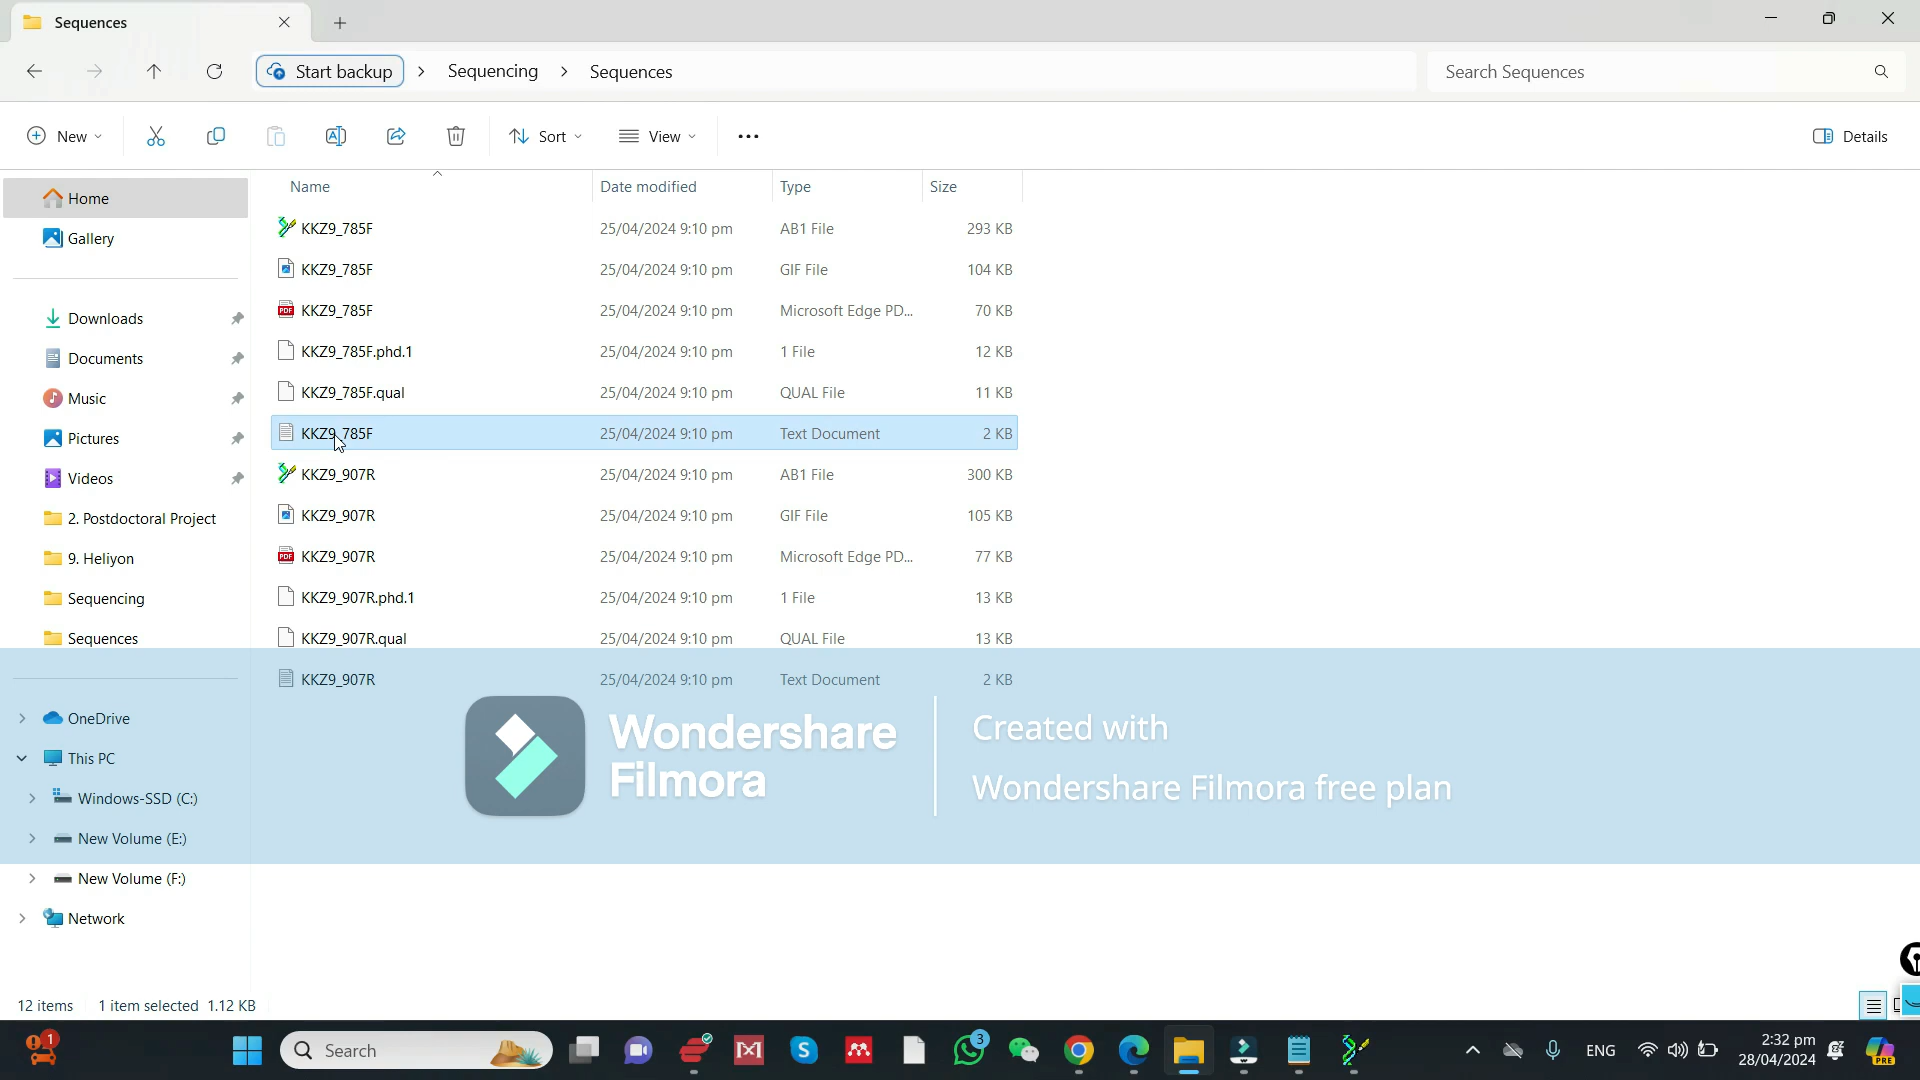 Sequences
Start backup > Sequencing > Sequences
Search Sequences
New
Sort
View
Details
Name Date modified Type Size
Home
Gallery
Downloads
Documents
Music
Pictures
Videos
2. Postdoctoral Project
9. Heliyon
Sequencing
Sequences
OneDrive
This PC
Windows-SSD (C:)
New Volume (E:)
New Volume (F:)
Network
KKZ9_785F 25/04/2024 9:10 pm AB1 File 293 KB
KKZ9_785F 25/04/2024 9:10 pm GIF File 104 KB
KKZ9_785F 25/04/2024 9:10 pm Microsoft Edge PD... 70 KB
KKZ9_785F.phd.1 25/04/2024 9:10 pm 1 File 12 KB
KKZ9_785F.qual 25/04/2024 9:10 pm QUAL File 11 KB
KKZ9_785F 25/04/2024 9:10 pm Text Document 2 KB
KKZ9_907R 25/04/2024 9:10 pm AB1 File 300 KB
KKZ9_907R 25/04/2024 9:10 pm GIF File 105 KB
KKZ9_907R 25/04/2024 9:10 pm Microsoft Edge PD... 77 KB
KKZ9_907R.phd.1 25/04/2024 9:10 pm 1 File 13 KB
KKZ9_907R.qual 25/04/2024 9:10 pm QUAL File 13 KB
KKZ9_907R 25/04/2024 9:10 pm Text Document 2 KB
Wondershare
Filmora
Created with
Wondershare Filmora free plan
12 items 1 item selected 1.12 KB
1
Search
3
ENG
2:32 pm
28/04/2024
PRE